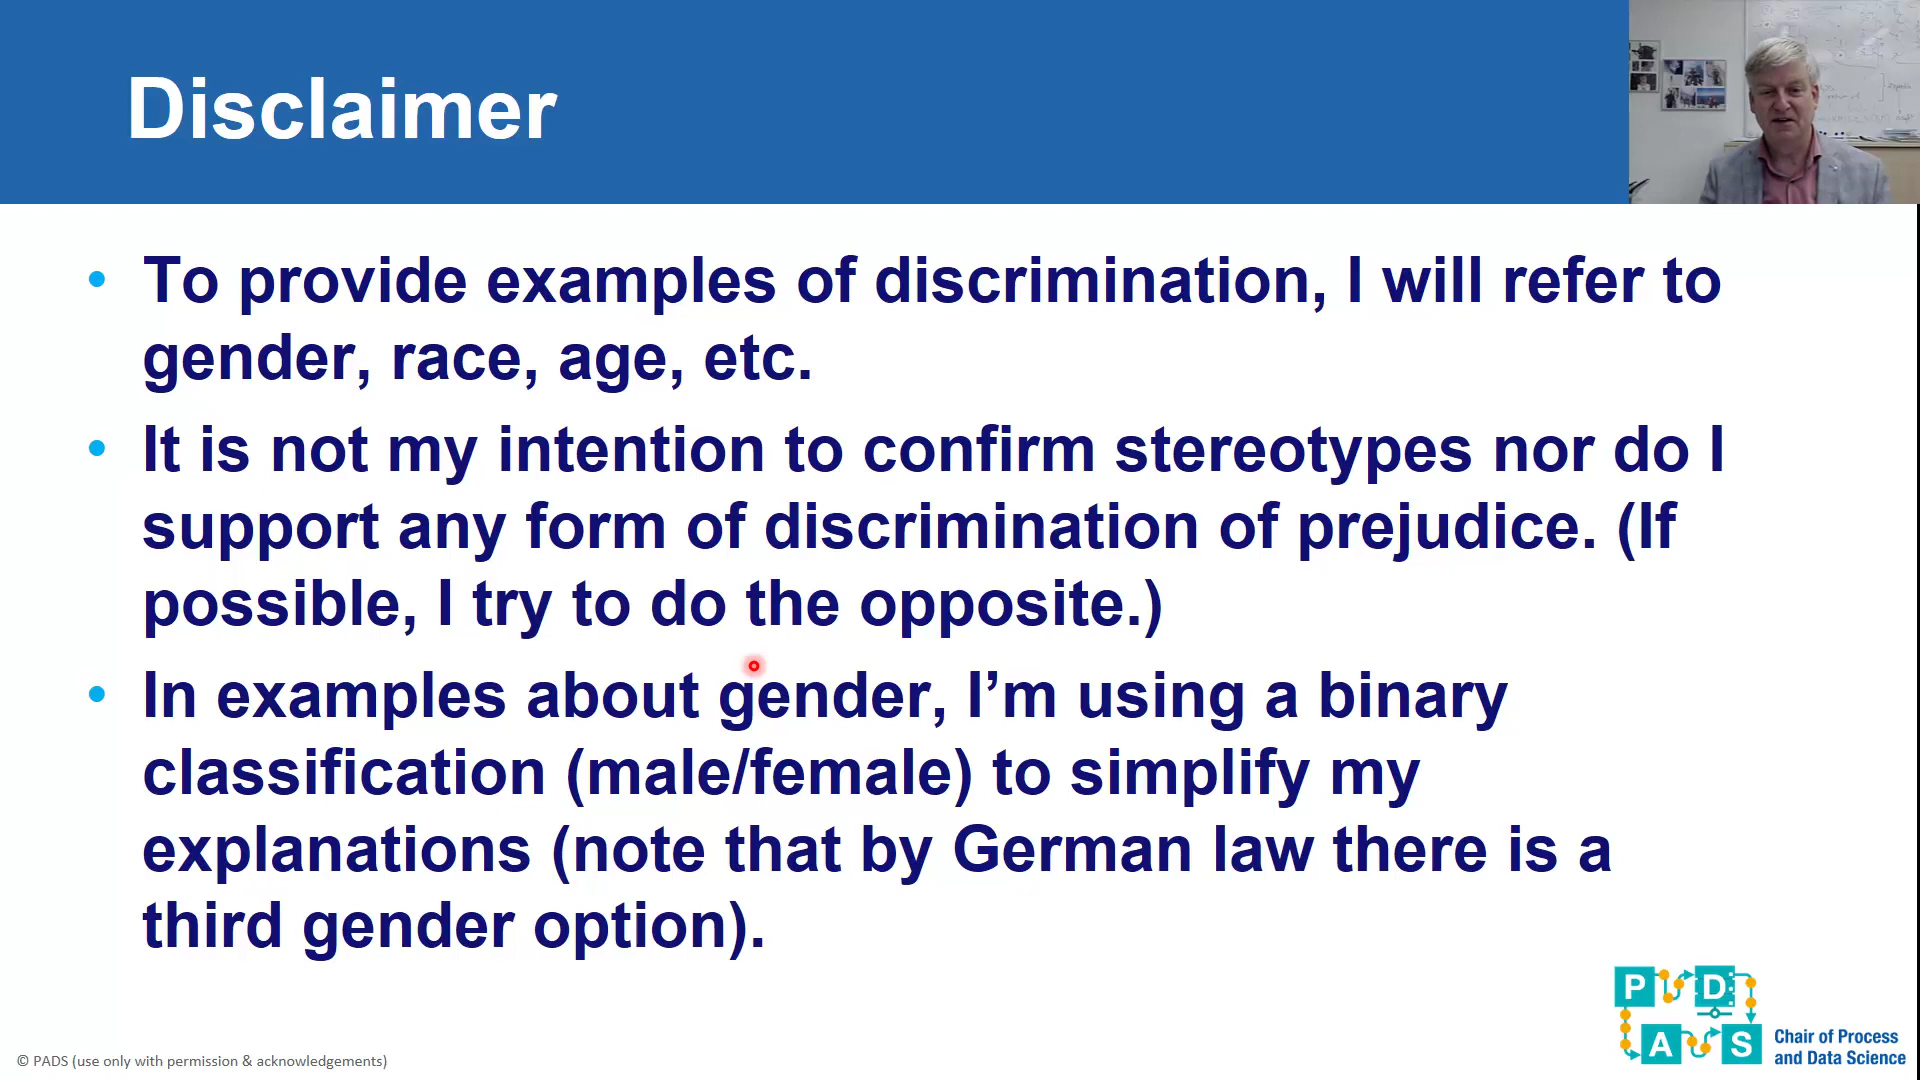 Disclaimer
• To provide examples of discrimination, I will refer to
gender, race, age, etc.
• It is not my intention to confirm stereotypes nor do I
support any form of discrimination of prejudice. (If
possible, I try to do the opposite.)
• In examples about gender, I’m using a binary
classification (male/female) to simplify my
explanations (note that by German law there is a
third gender option).
P D
A S
Chair of Process
and Data Science
© PADS (use only with permission & acknowledgements)